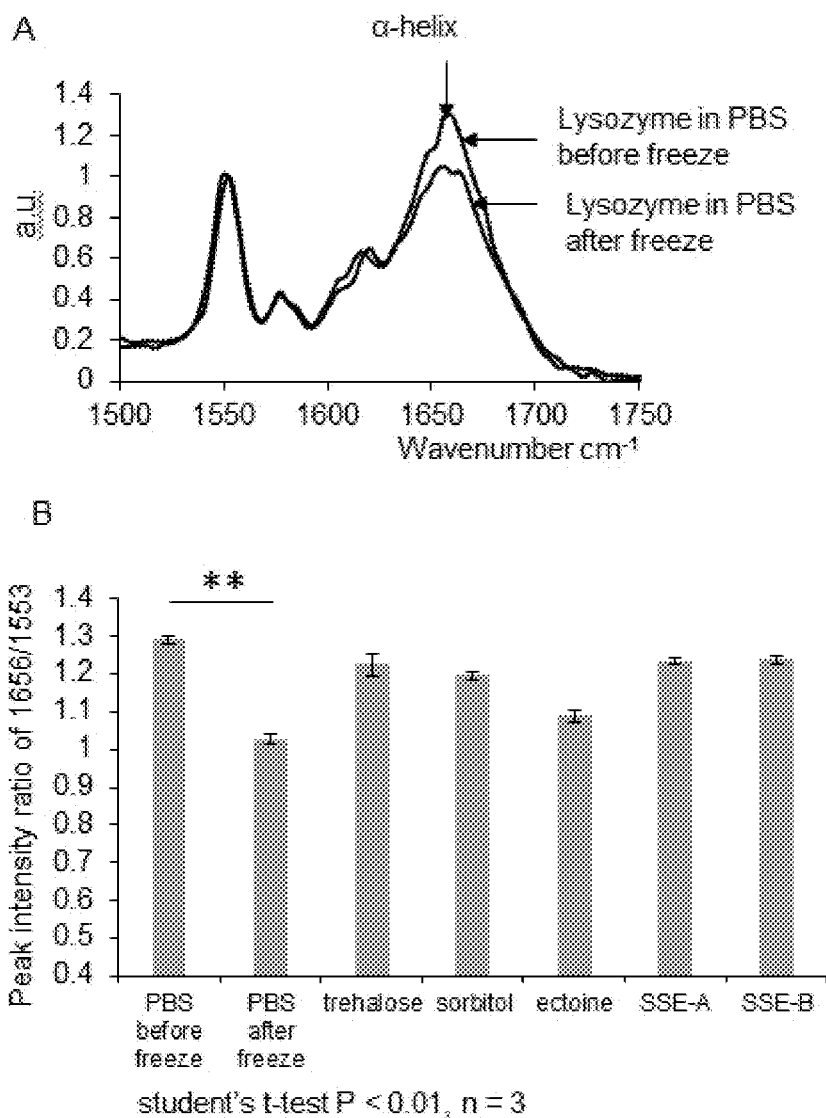 A
α-helix
1.4
1.2
1
0.8
0.6
0.4
0.2
0
a.u.
Lysozyme in PBS
before freeze
Lysozyme in PBS
after freeze
1500 1550 1600 1650 1700 1750
Wavenumber cm⁻¹
B
**
Peak intensity ratio of 1656/1553
1.4
1.3
1.2
1.1
1
0.9
0.8
0.7
0.6
0.5
0.4
PBS before freeze
PBS after freeze
trehalose
sorbitol
ectoine
SSE-A
SSE-B
student's t-test P < 0.01, n = 3